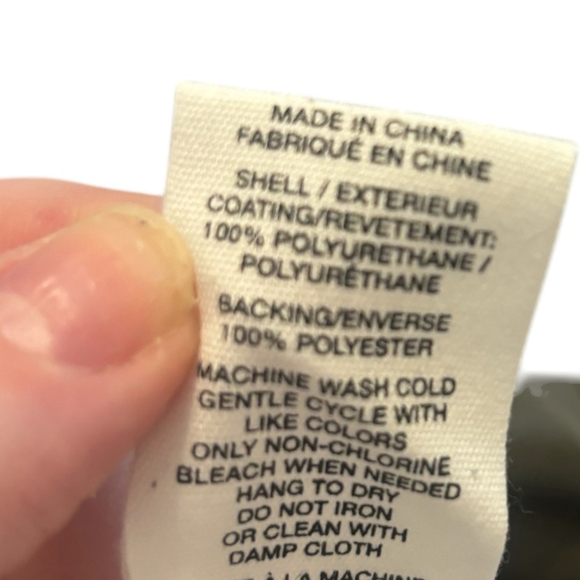 MADE IN CHINA
FABRIQUÉ EN CHINE
SHELL / EXTERIEUR
COATING/REVETEMENT:
100% POLYURETHANE /
POLYURÉTHANE
BACKING/ENVERSE
100% POLYESTER
MACHINE WASH COLD
GENTLE CYCLE WITH
LIKE COLORS
ONLY NON-CHLORINE
BLEACH WHEN NEEDED
HANG TO DRY
DO NOT IRON
OR CLEAN WITH
DAMP CLOTH
À LA MACHINE